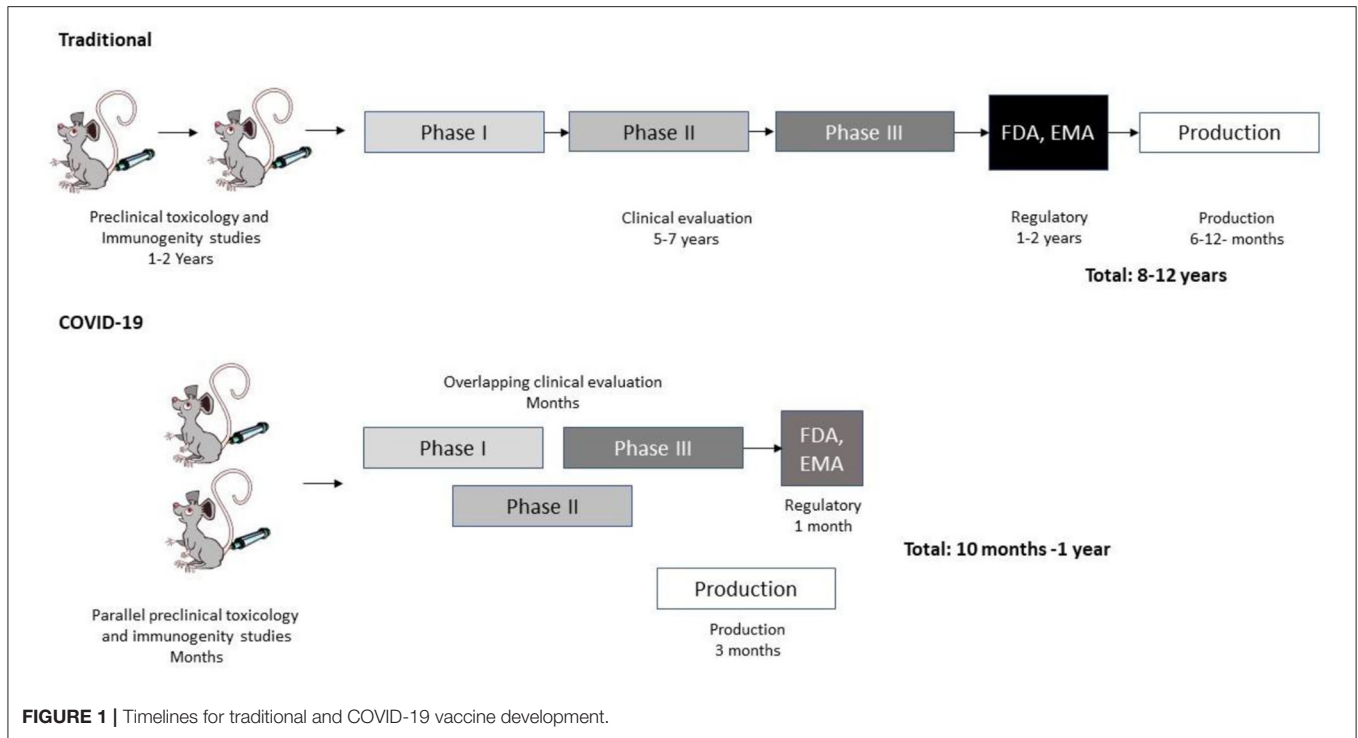 Traditional
Phase I
Phase II
Phase III
FDA, EMA
Production
Preclinical toxicology and
Immunogenity studies
1-2 Years
Clinical evaluation
5-7 years
Regulatory
1-2 years
Production
6-12- months
Total: 8-12 years
COVID-19
Overlapping clinical evaluation
Months
Phase I
Phase III
FDA,
EMA
Phase II
Regulatory
1 month
Total: 10 months -1 year
Production
Production
3 months
Parallel preclinical toxicology
and immunogenity studies
Months
FIGURE 1 | Timelines for traditional and COVID-19 vaccine development.